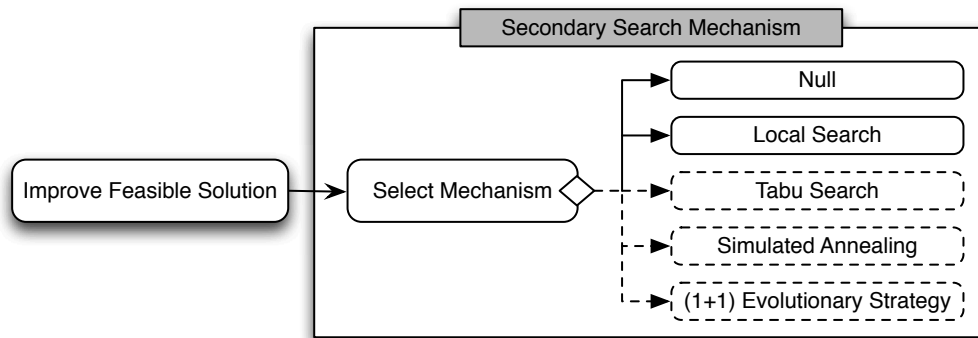 Secondary Search Mechanism
Null
Local Search
Improve Feasible Solution
Select Mechanism
Tabu Search
Simulated Annealing
(1+1) Evolutionary Strategy